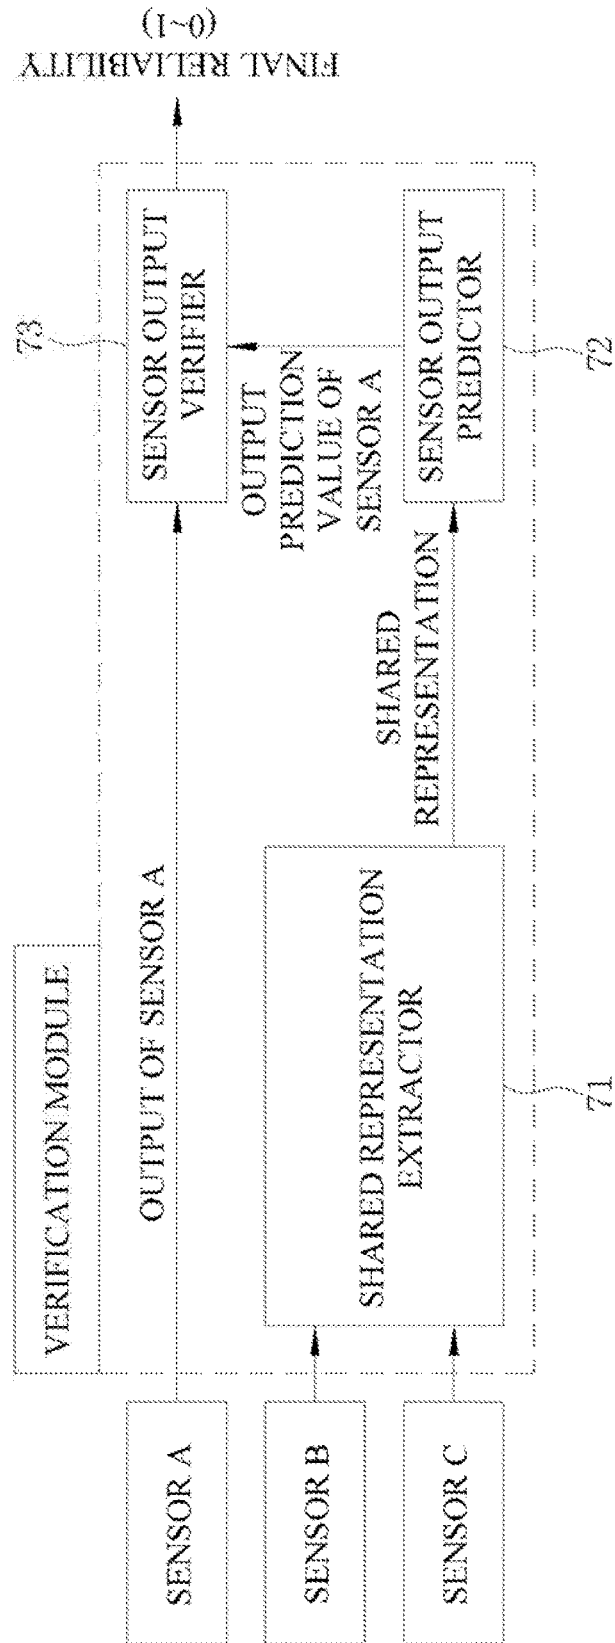 VERIFICATION MODULE
SENSOR A
OUTPUT OF SENSOR A
73
SENSOR OUTPUT
VERIFIER
FINAL RELIABILITY
(0~1)
OUTPUT
PREDICTION
VALUE OF
SENSOR A
SENSOR B
SENSOR C
SHARED REPRESENTATION
EXTRACTOR
71
SHARED
REPRESENTATION
SENSOR OUTPUT
PREDICTOR
72